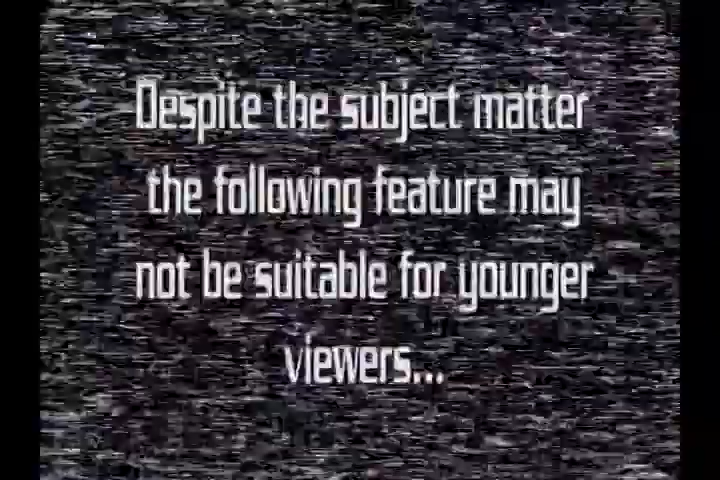 Despite the subject matter
the following feature may
not be suitable for younger
viewers...